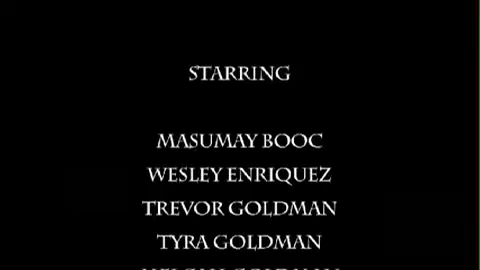 STARRING
MASUMAY BOOC
WESLEY ENRIQUEZ
TREVOR GOLDMAN
TYRA GOLDMAN